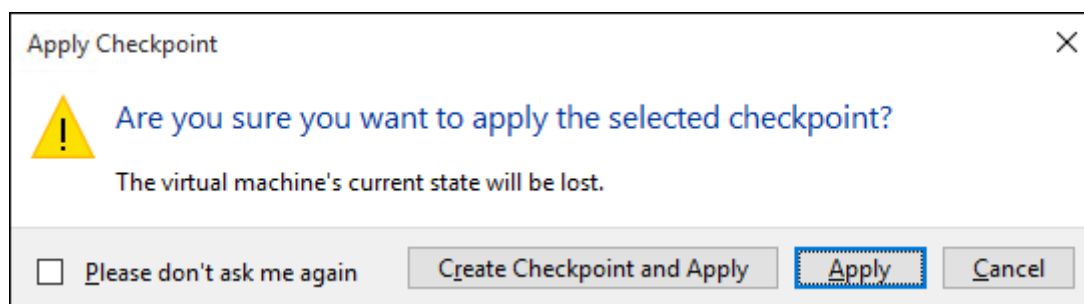 Apply Checkpoint
Are you sure you want to apply the selected checkpoint?
The virtual machine's current state will be lost.
Please don't ask me again Create Checkpoint and Apply Apply Cancel